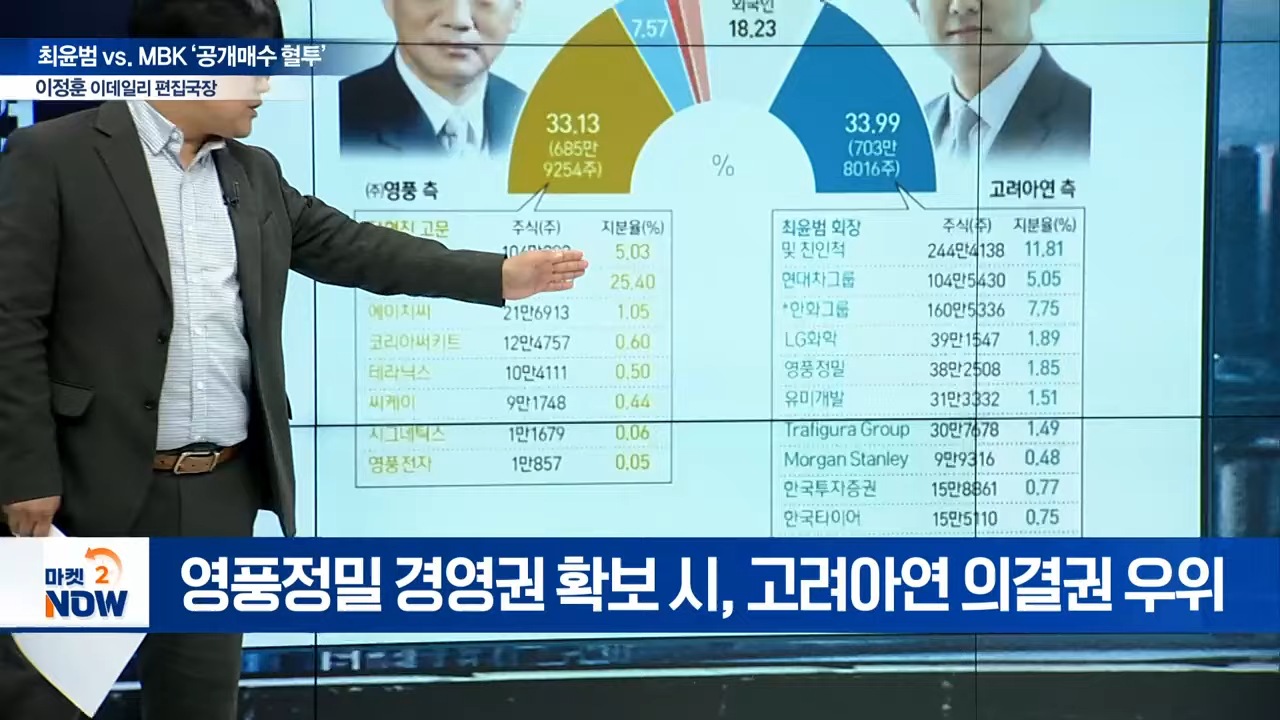 최윤범 vs. MBK ‘공개매수 혈투’
이정훈 이데일리 편집국장
7.57
외국인
18.23
33.13
(685만
9254주)
33.99
(703만
8016주)
%
㈜영풍 측
고려아연 측
고문 주식(주) 지분율(%)
5.03
25.40
에이치씨 21만6913 1.05
코리아써키트 12만4757 0.60
테라닉스 10만4111 0.50
씨케이 9만1748 0.44
시그네틱스 1만1679 0.06
영풍전자 1만857 0.05
최윤범 회장 주식(주) 지분율(%)
및 친인척 244만4138 11.81
현대차그룹 104만5430 5.05
*한화그룹 160만5336 7.75
LG화학 39만1547 1.89
영풍정밀 38만2508 1.85
유미개발 31만3332 1.51
Trafigura Group 30만7678 1.49
Morgan Stanley 9만9316 0.48
한국투자증권 15만8861 0.77
한국타이어 15만5110 0.75
마켓 2
NOW
영풍정밀 경영권 확보 시, 고려아연 의결권 우위
마켓 2
NOW